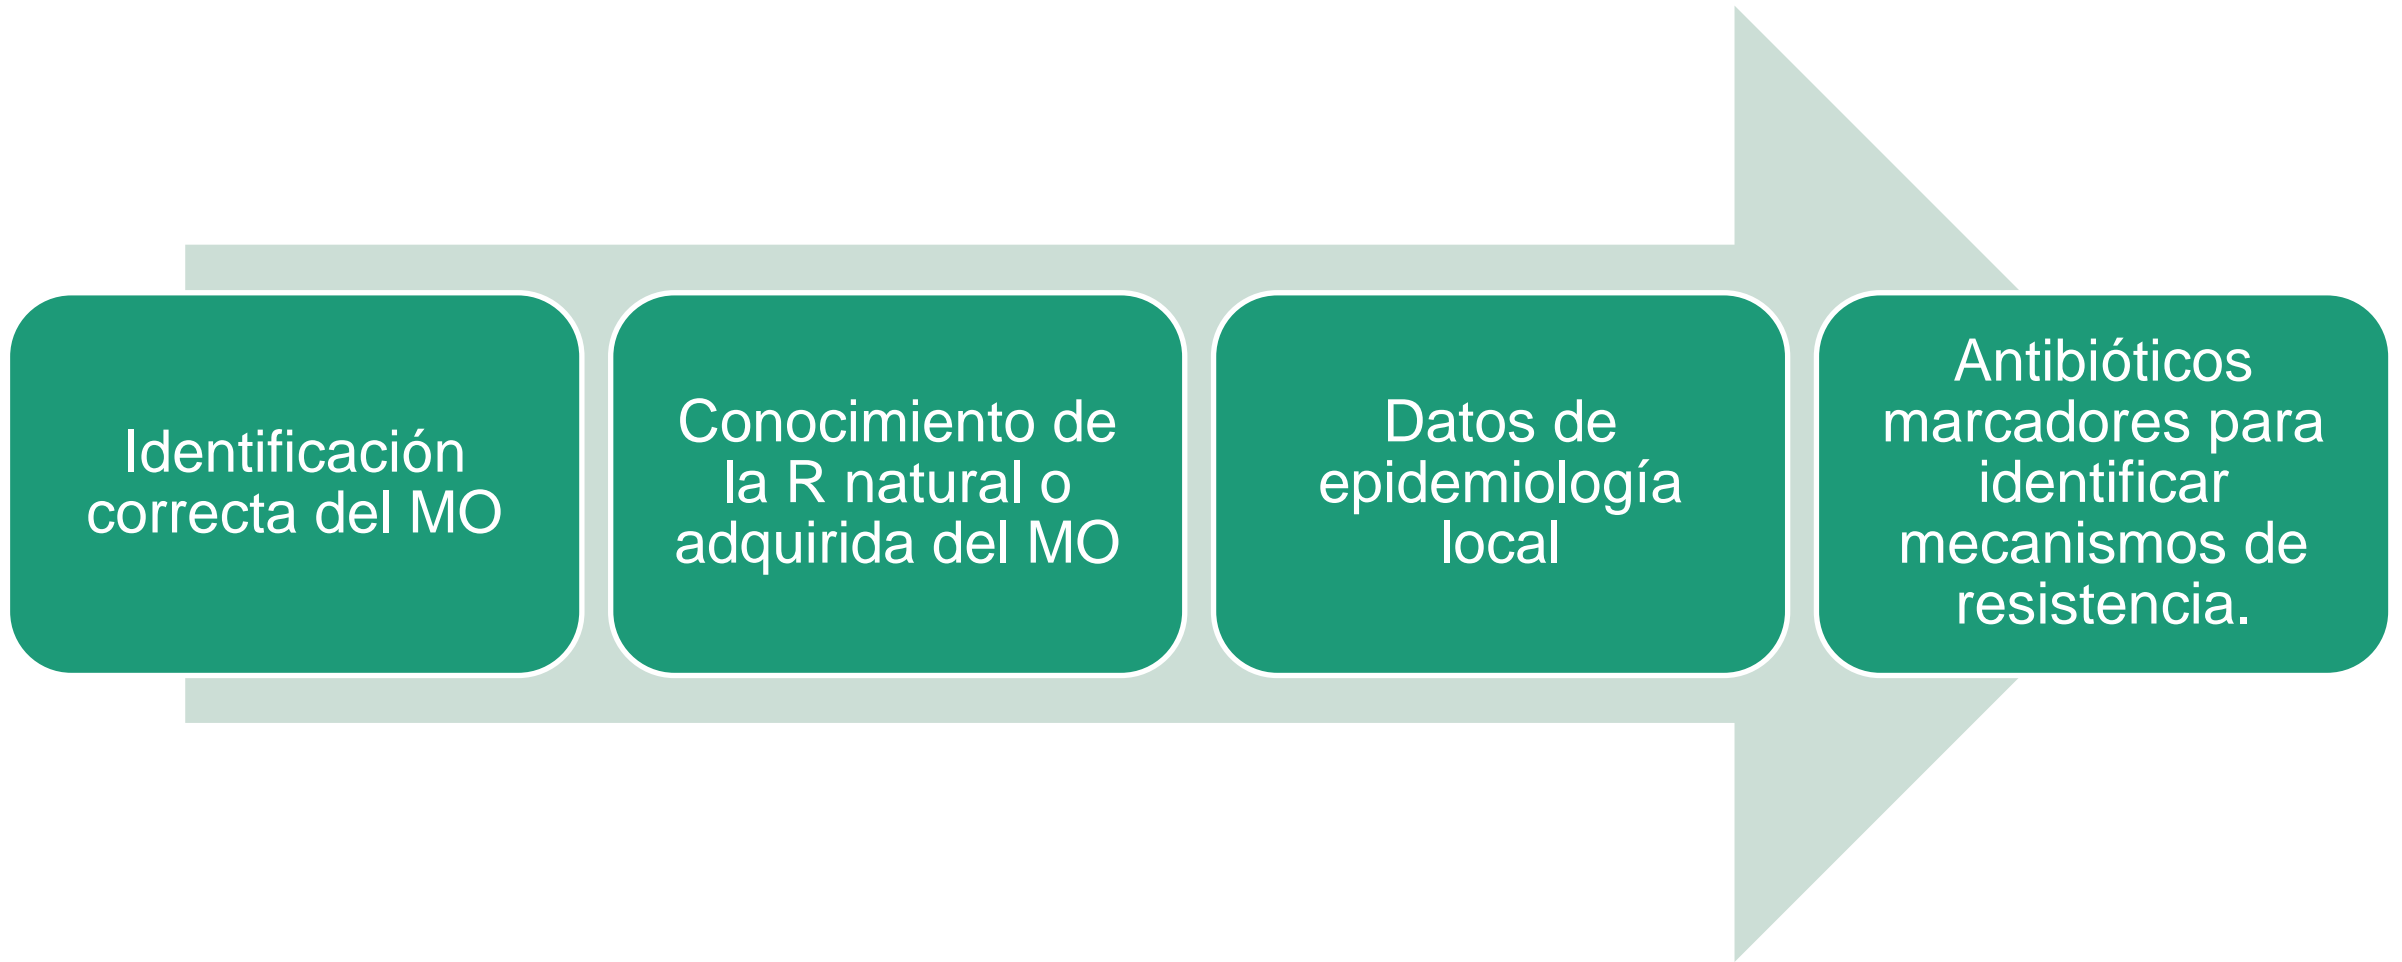 Identificación
correcta del MO
Conocimiento de
la R natural o
adquirida del MO
Datos de
epidemiología
local
Antibióticos
marcadores para
identificar
mecanismos de
resistencia.